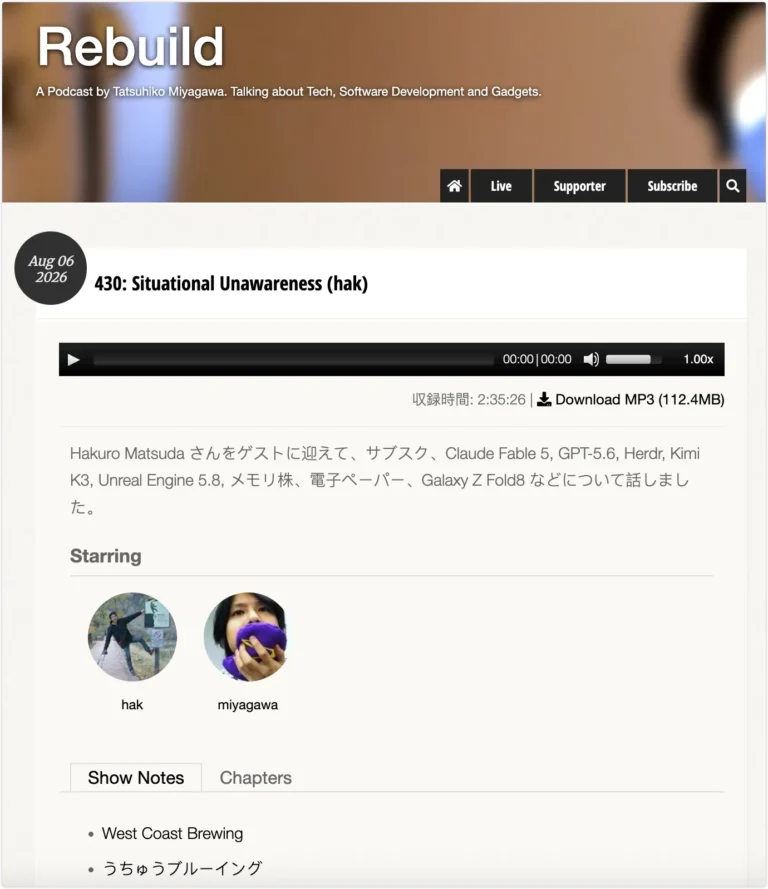 Rebuild
A Podcast by Tatsuhiko Miyagawa. Talking about Tech, Software Development and Gadgets.
Live
Supporter
Subscribe
Aug 06
2026
430: Situational Unawareness (hak)
00:00|00:00
1.00x
収録時間: 2:35:26 | Download MP3 (112.4MB)
Hakuro Matsuda さんをゲストに迎えて、サブスク、Claude Fable 5, GPT-5.6, Herdr, Kimi
K3, Unreal Engine 5.8, メモリ株、電子ペーパー、Galaxy Z Fold8 などについて話しまし
た。
Starring
hak
miyagawa
Show Notes
Chapters
West Coast Brewing
うちゅうブルーイング